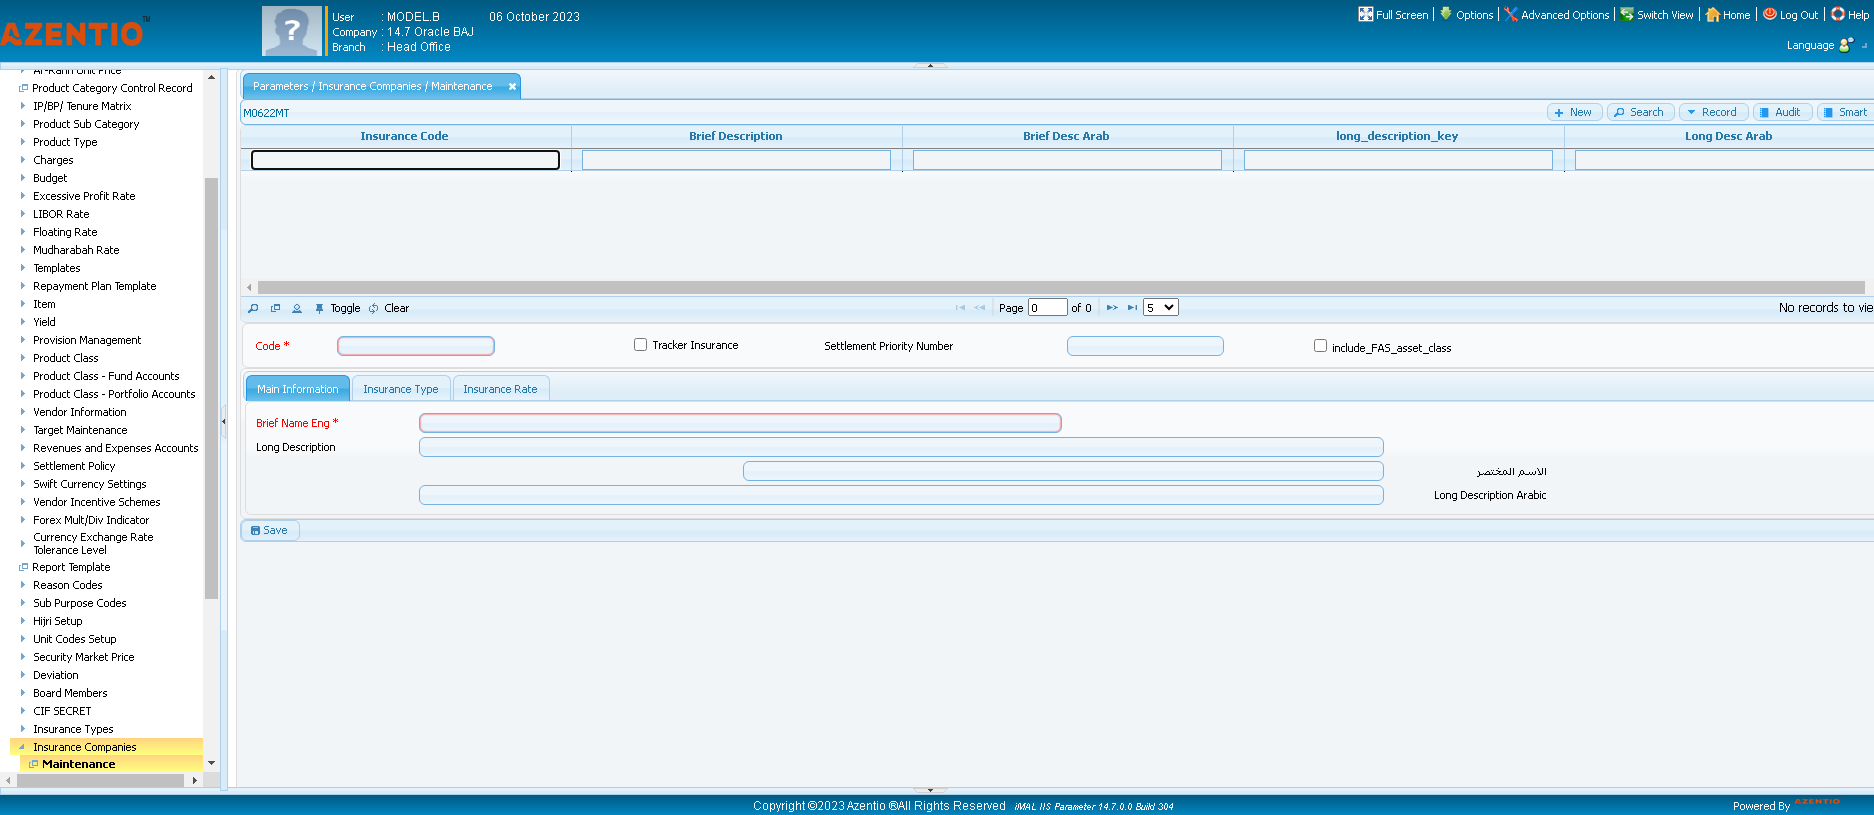 AZENTIO™
User : MODEL.B 06 October 2023
Company : 14.7 Oracle BAJ
Branch : Head Office
Full Screen Options Advanced Options Switch View Home Log Out Help
Language
Ar-Rahn Unit Price
Product Category Control Record
IP/BP/ Tenure Matrix
Product Sub Category
Product Type
Charges
Budget
Excessive Profit Rate
LIBOR Rate
Floating Rate
Mudharabah Rate
Templates
Repayment Plan Template
Item
Yield
Provision Management
Product Class
Product Class - Fund Accounts
Product Class - Portfolio Accounts
Vendor Information
Target Maintenance
Revenues and Expenses Accounts
Settlement Policy
Swift Currency Settings
Vendor Incentive Schemes
Forex Mult/Div Indicator
Currency Exchange Rate
Tolerance Level
Report Template
Reason Codes
Sub Purpose Codes
Hijri Setup
Unit Codes Setup
Security Market Price
Deviation
Board Members
CIF SECRET
Insurance Types
Insurance Companies
Maintenance
Parameters / Insurance Companies / Maintenance
M0622MT
New Search Record Audit Smart
Insurance Code Brief Description Brief Desc Arab long_description_key Long Desc Arab
Toggle Clear Page 0 of 0 5 No records to vie
Code * Tracker Insurance Settlement Priority Number include_FAS_asset_class
Main Information Insurance Type Insurance Rate
Brief Name Eng *
Long Description
الاسم المختصر
Long Description Arabic
Save
Copyright ©2023 Azentio ®All Rights Reserved iMAL IIS Parameter 14.7.0.0 Build 304
Powered By AZENTIO